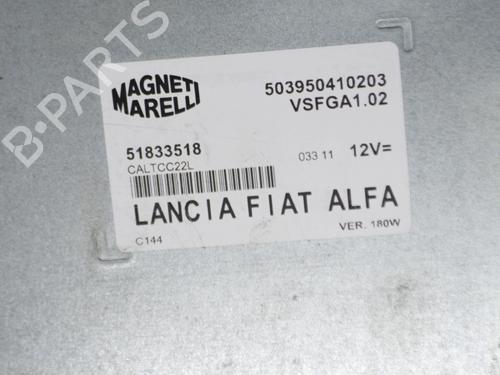 MAGNETI
MARELLI
503950410203
VSFGA1.02
51833518
CALTCC22L
033 11 12V=
LANCIA FIAT ALFA
C144
VER. 180W
B-PARTS